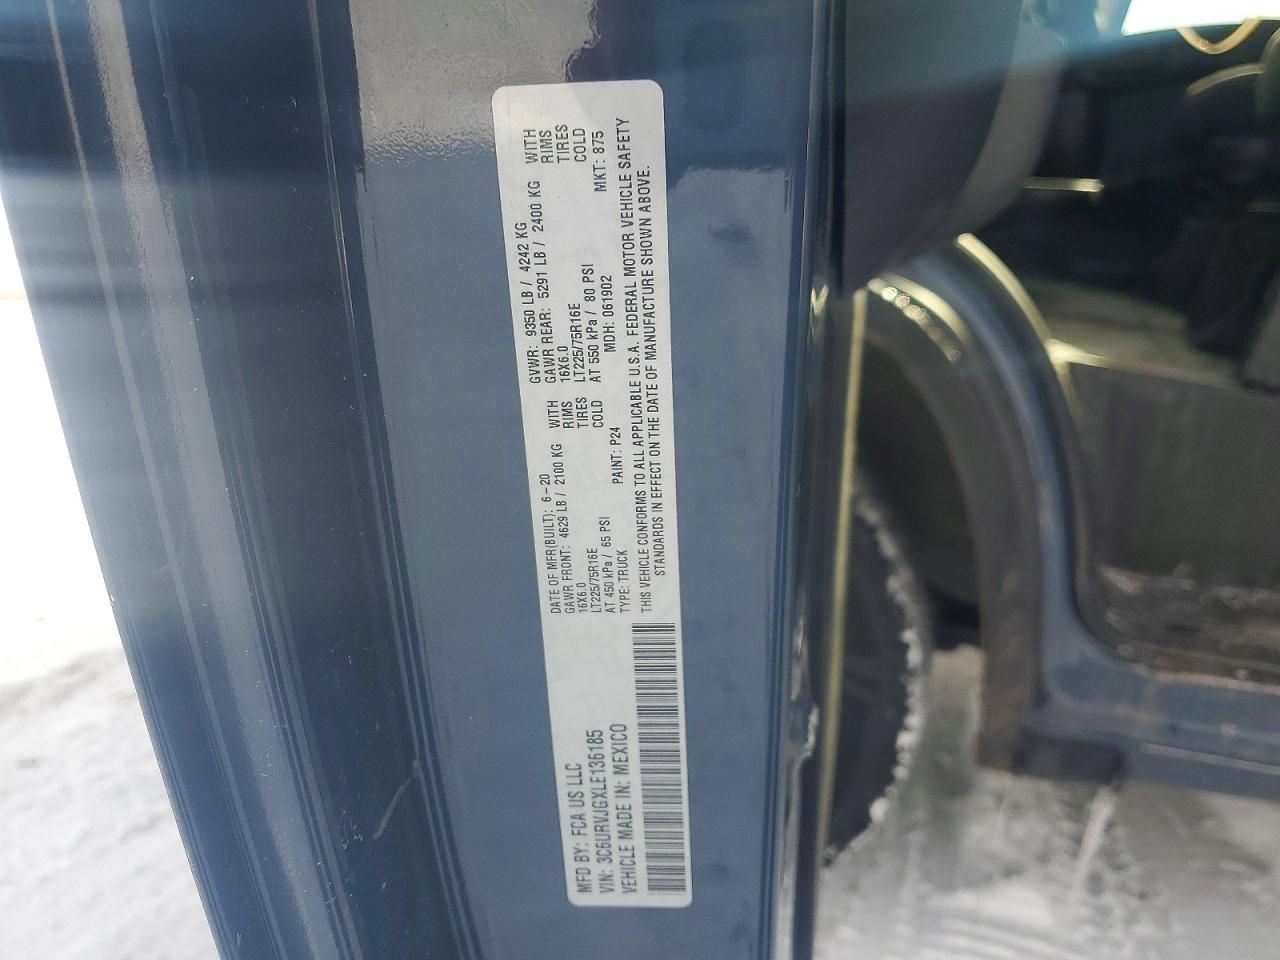 MFD BY: FCA US LLC
DATE OF MFR(BUILT): 6-20
GVWR: 9350 LB / 4242 KG
GAWR FRONT: 4629 LB / 2100 KG WITH
16X6.0 RIMS
LT225/75R16E TIRES
AT 450 kPa / 65 PSI COLD
GAWR REAR: 5291 LB / 2400 KG WITH
16X6.0 RIMS
LT225/75R16E TIRES
AT 550 kPa / 80 PSI COLD
VIN: 3C6URVJGXLE136185
TYPE: TRUCK PAINT: P24 MDH: 061902 MKT: 875
VEHICLE MADE IN: MEXICO
THIS VEHICLE CONFORMS TO ALL APPLICABLE U.S.A. FEDERAL MOTOR VEHICLE SAFETY
STANDARDS IN EFFECT ON THE DATE OF MANUFACTURE SHOWN ABOVE.